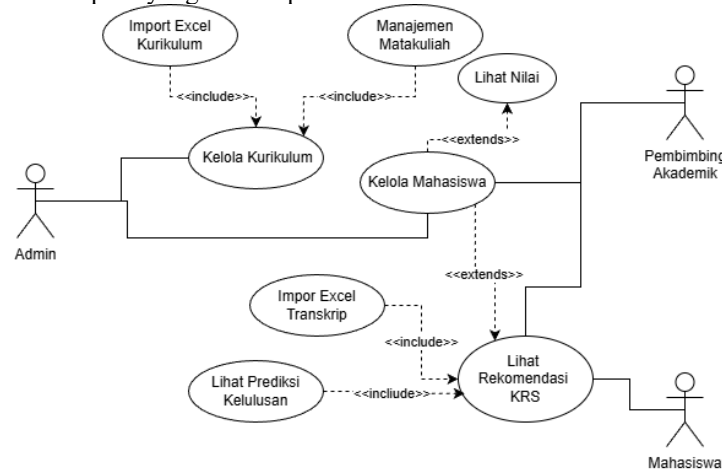 Import Excel
Kurikulum
Manajemen
Matakuliah
Lihat Nilai
<<include>>
<<include>>
Kelola Kurikulum
<<extends>>
Kelola Mahasiswa
Pembimbing
Akademik
Admin
<<extends>>
Impor Excel
Transkrip
<<include>>
Lihat
Rekomendasi
KRS
Lihat Prediksi
Kelulusan
<<incliude>>
Mahasiswa